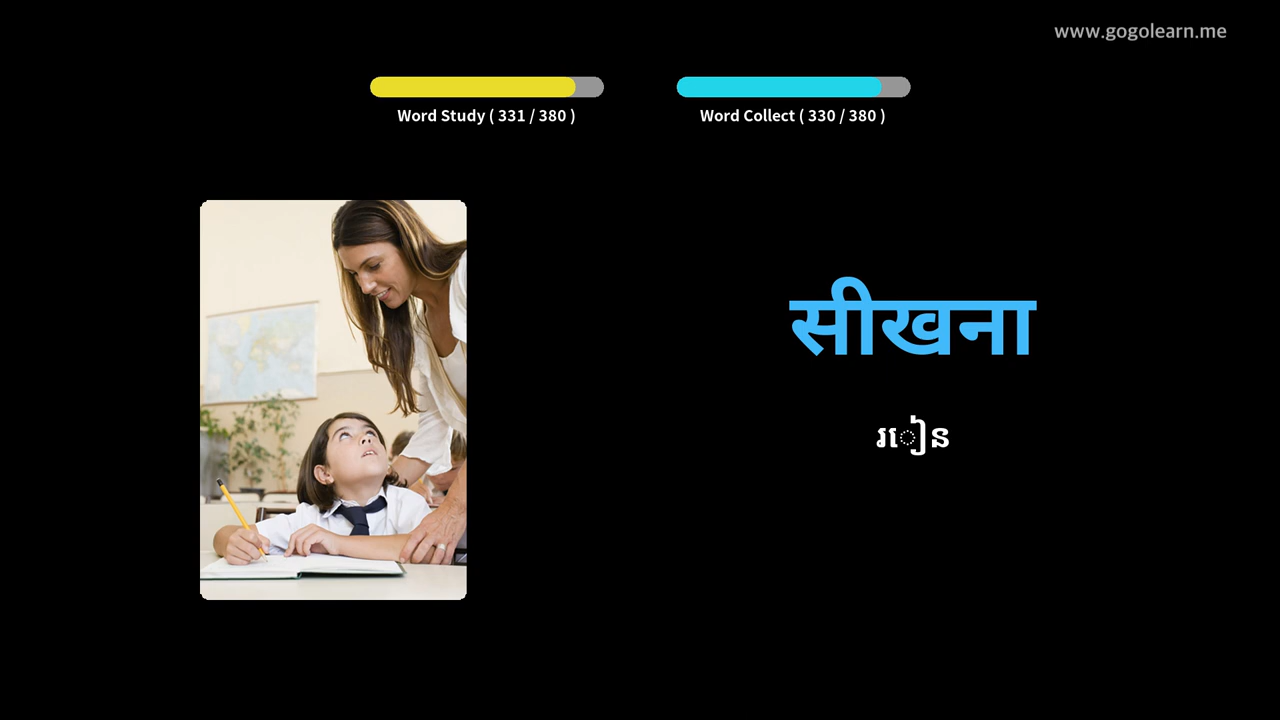 www.gogolearn.me
Word Study ( 331 / 380 )
Word Collect ( 330 / 380 )
सीखना
រៀន